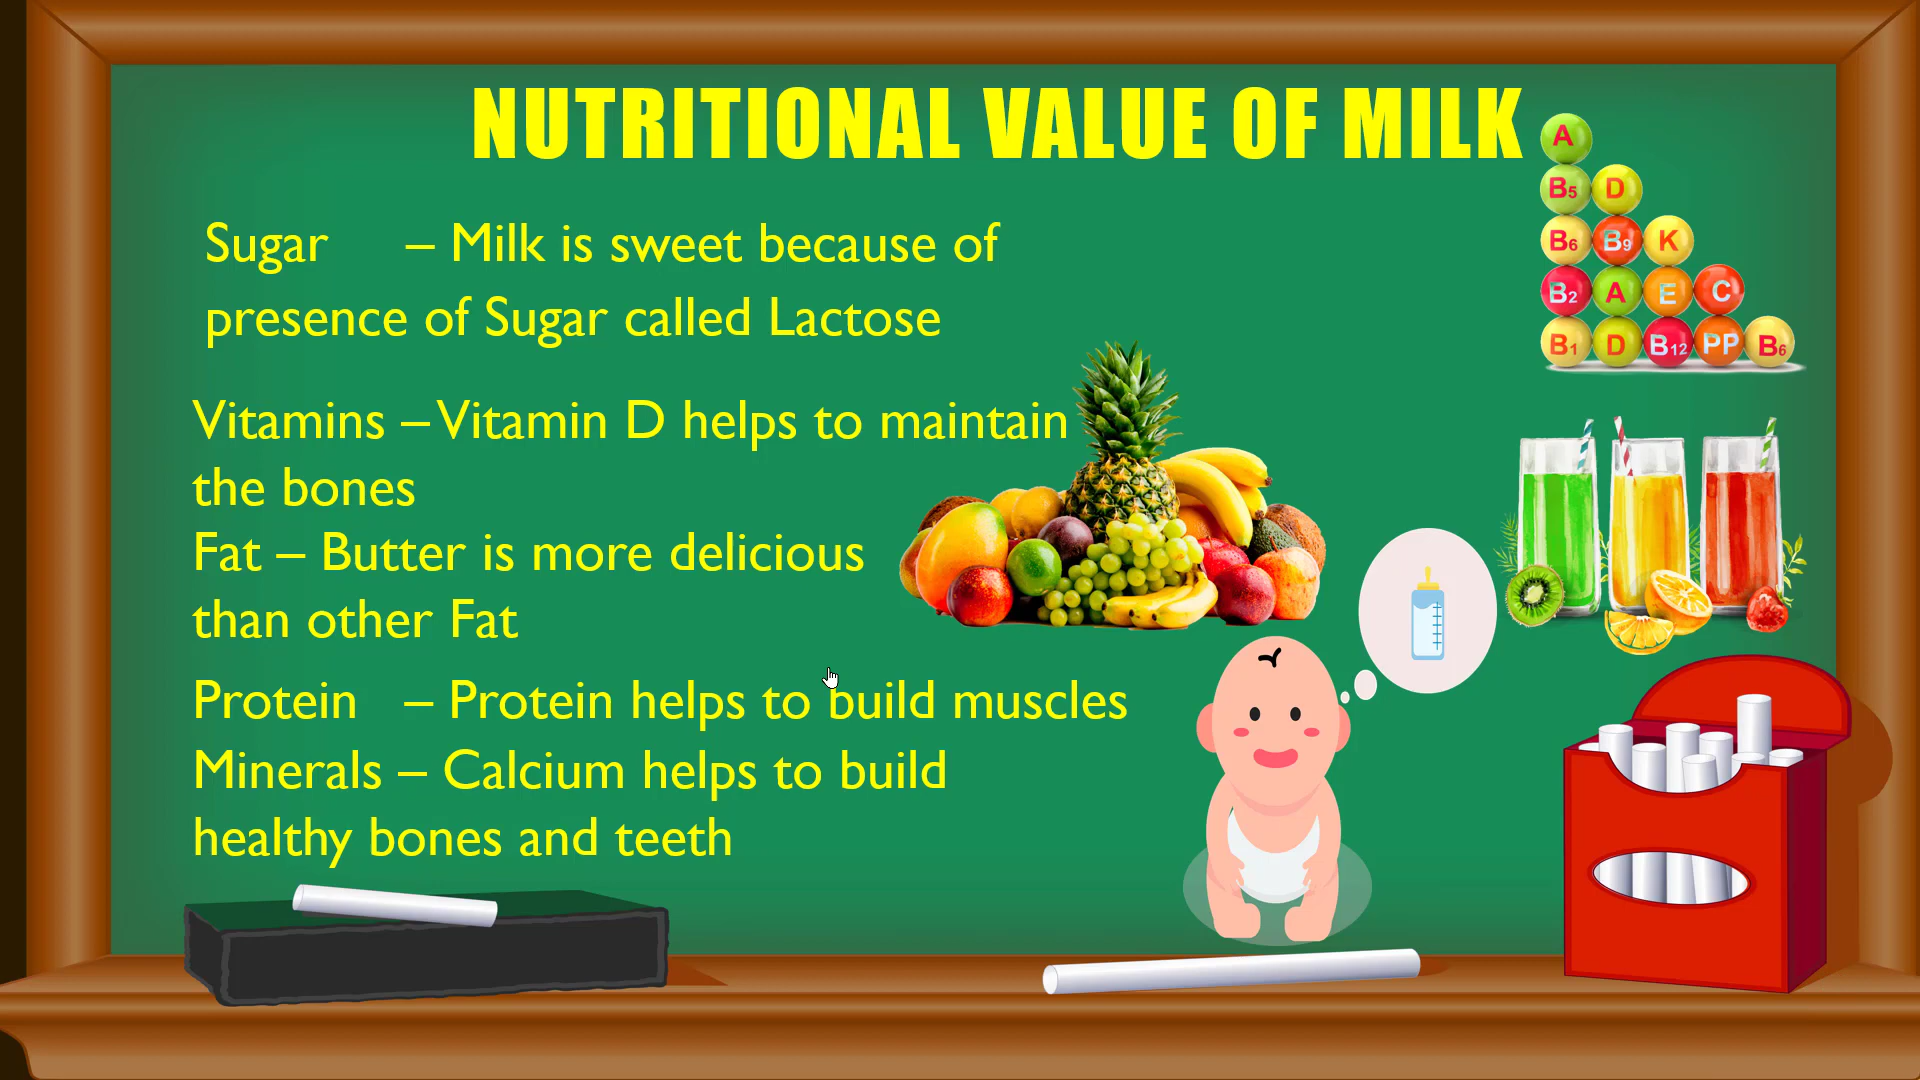 NUTRITIONAL VALUE OF MILK
Sugar – Milk is sweet because of
presence of Sugar called Lactose
Vitamins – Vitamin D helps to maintain
the bones
Fat – Butter is more delicious
than other Fat
Protein – Protein helps to build muscles
Minerals – Calcium helps to build
healthy bones and teeth
A
B5 D
B6 B9 K
B2 A E C
B1 D B12 PP B6